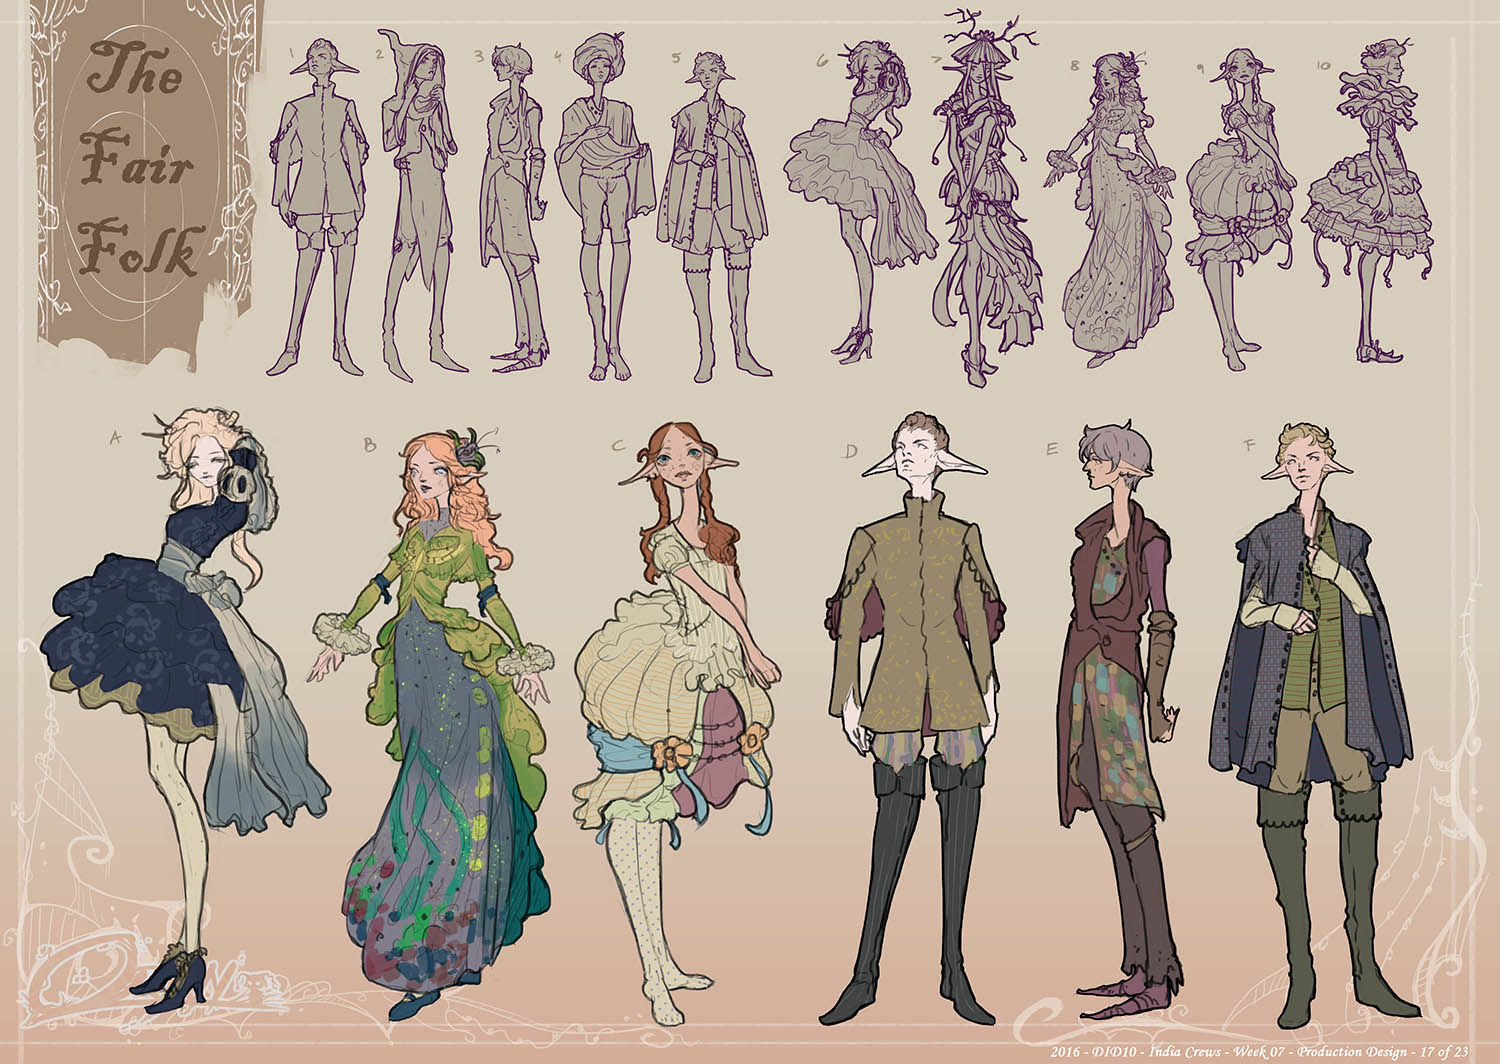 The
Fair
Folk
1 2 3 4 5 6 7 8 9 10
A B C D E F
2016 - DID10 - India Crews - Week 07 - Production Design - 17 of 23